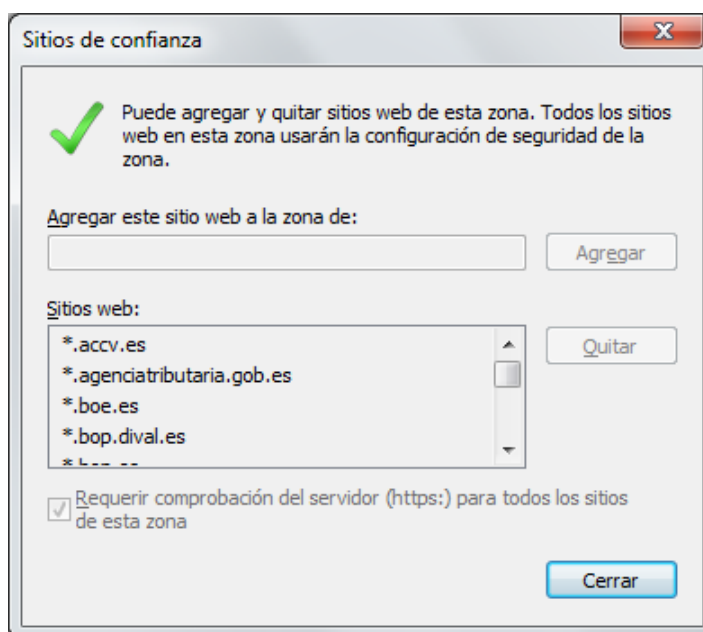 Sitios de confianza
Puede agregar y quitar sitios web de esta zona. Todos los sitios
web en esta zona usarán la configuración de seguridad de la
zona.
Agregar este sitio web a la zona de:
Agregar
Sitios web:
*.accv.es
*.agenciatributaria.gob.es
*.boe.es
*.bop.dival.es
Quitar
Requerir comprobación del servidor (https:) para todos los sitios
de esta zona
Cerrar